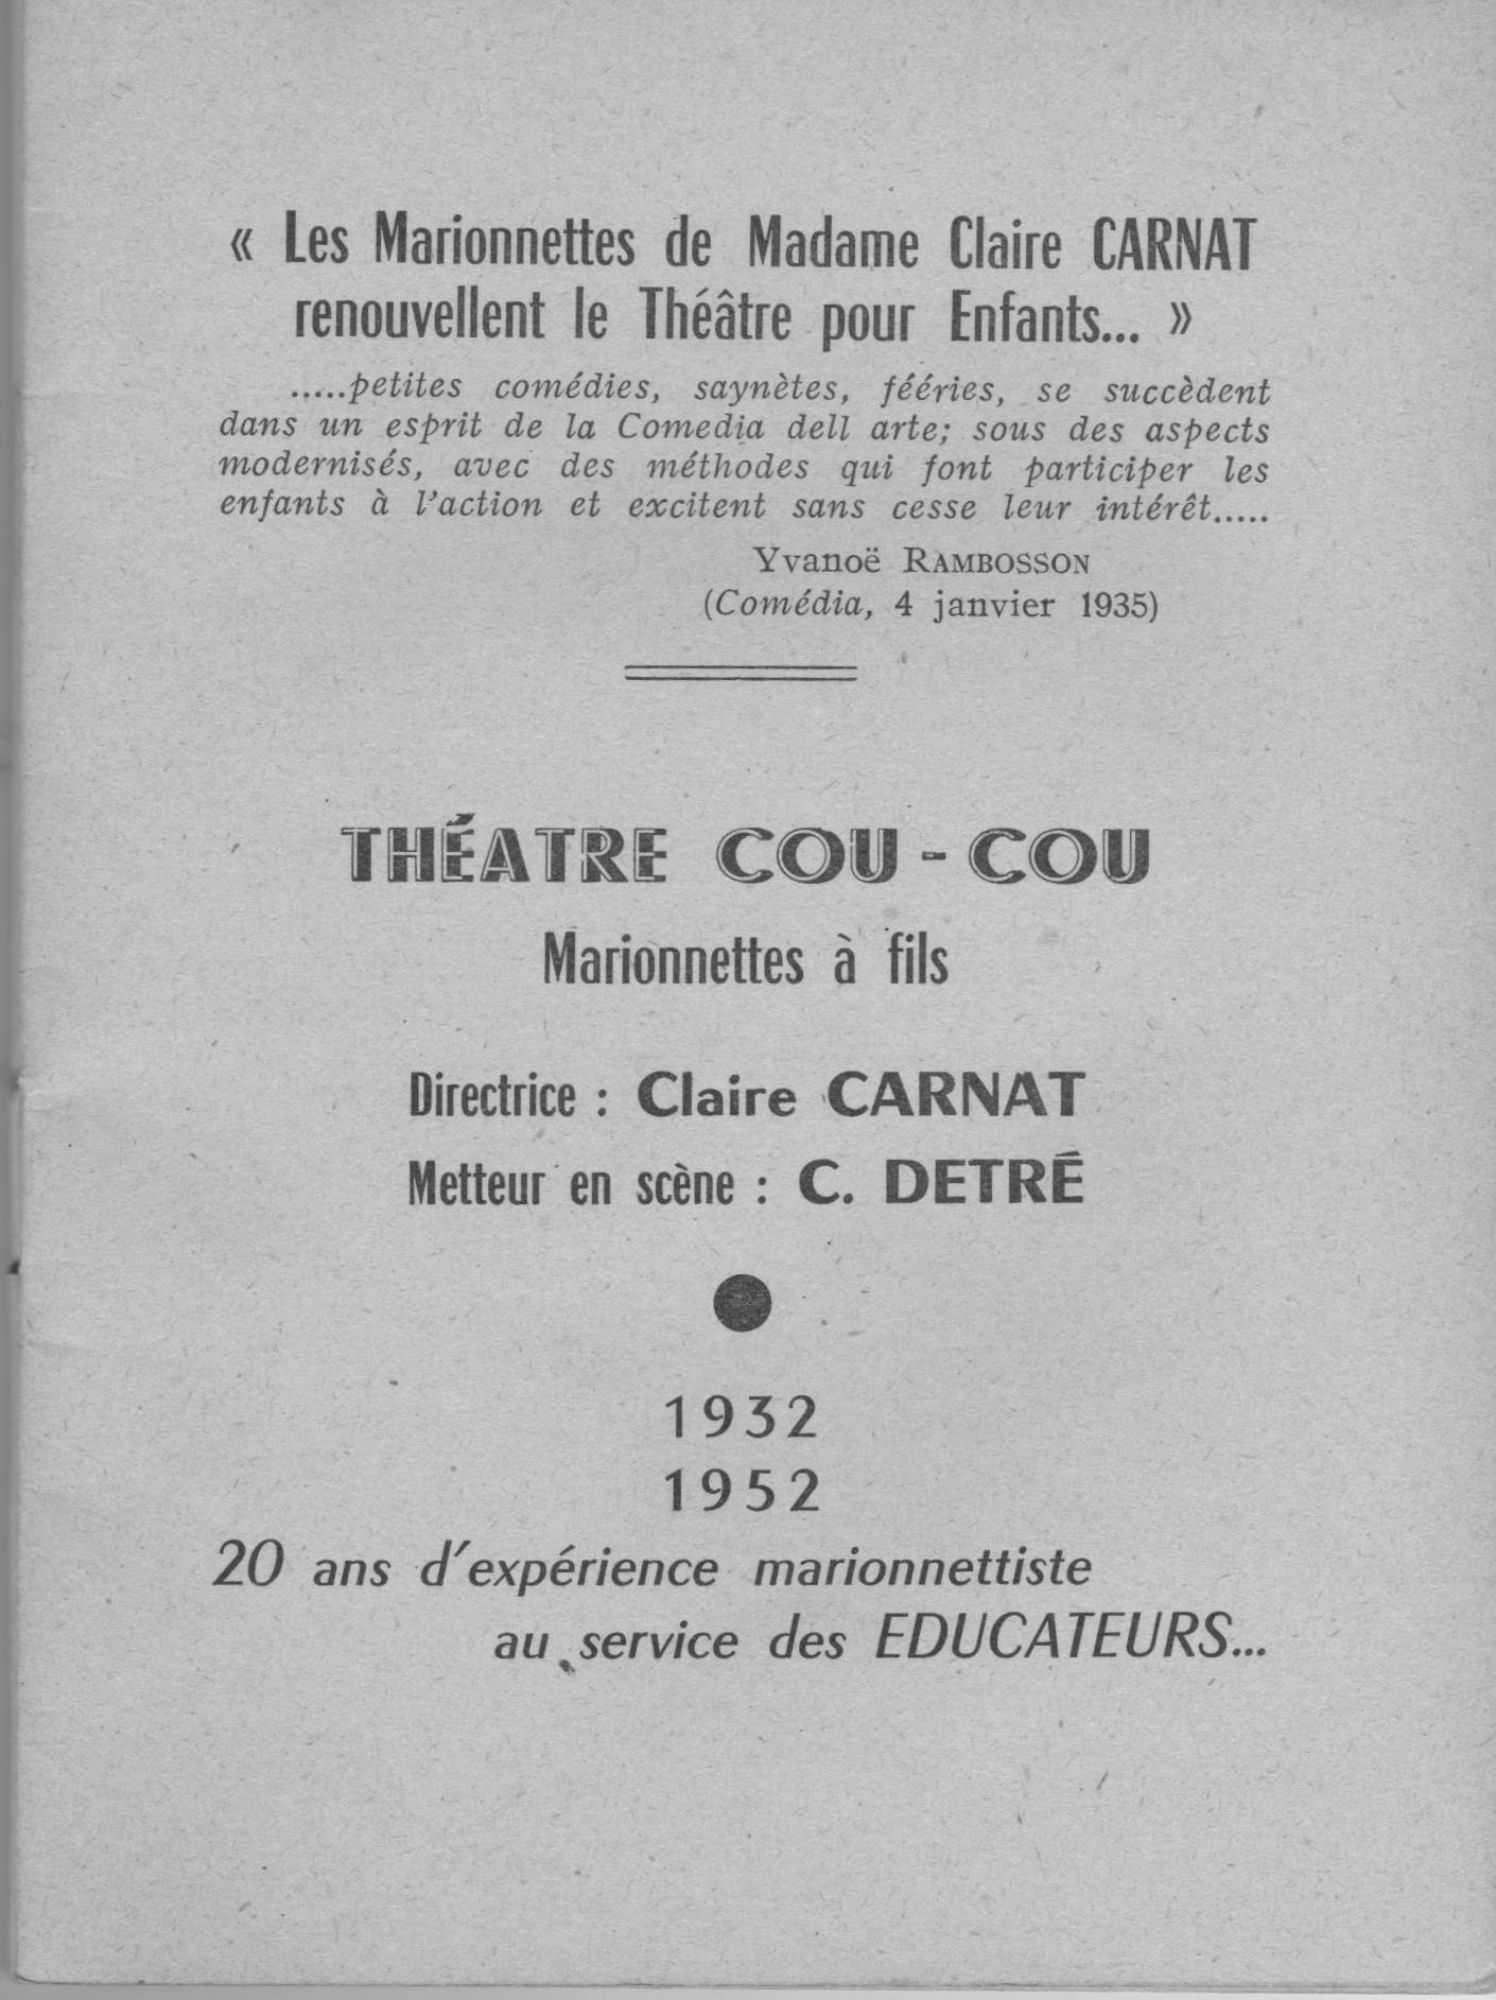 « Les Marionnettes de Madame Claire CARNAT
renouvellent le Théâtre pour Enfants... »
.....petites comédies, saynètes, fééries, se succèdent
dans un esprit de la Comedia dell arte; sous des aspects
modernisés, avec des méthodes qui font participer les
enfants à l'action et excitent sans cesse leur intérêt.....
Yvanoë RAMBOSSON
(Comédia, 4 janvier 1935)
THÉATRE COU - COU
Marionnettes à fils
Directrice : Claire CARNAT
Metteur en scène : C. DETRÉ
1932
1952
20 ans d'expérience marionnettiste
au service des EDUCATEURS...